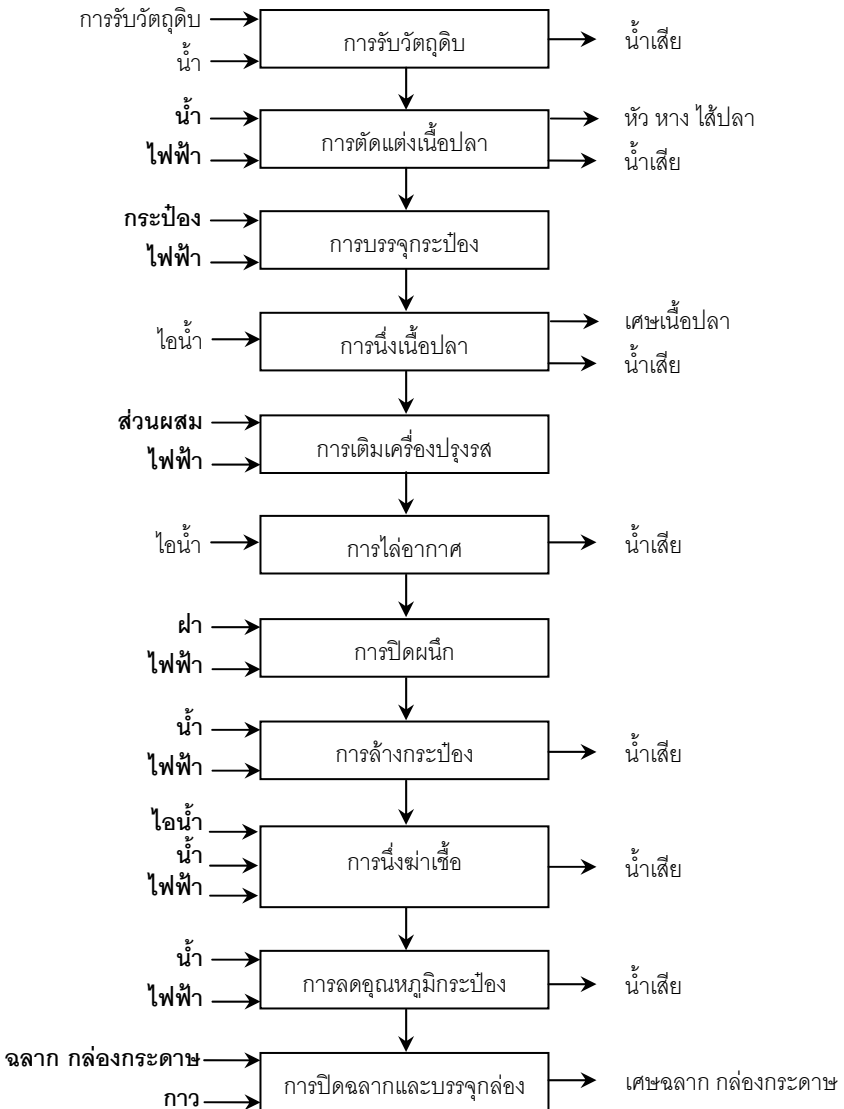 การรับวัตถุดิบ
น้ำ
การรับวัตถุดิบ
น้ำเสีย
น้ำ
ไฟฟ้า
การตัดแต่งเนื้อปลา
หัว หาง ไส้ปลา
น้ำเสีย
กระป๋อง
ไฟฟ้า
การบรรจุกระป๋อง
ไอน้ำ
การนึ่งเนื้อปลา
เศษเนื้อปลา
น้ำเสีย
ส่วนผสม
ไฟฟ้า
การเติมเครื่องปรุงรส
ไอน้ำ
การไล่อากาศ
น้ำเสีย
ฝา
ไฟฟ้า
การปิดผนึก
น้ำ
ไฟฟ้า
การล้างกระป๋อง
น้ำเสีย
ไอน้ำ
น้ำ
ไฟฟ้า
การนึ่งฆ่าเชื้อ
น้ำเสีย
น้ำ
ไฟฟ้า
การลดอุณหภูมิกระป๋อง
น้ำเสีย
ฉลาก กล่องกระดาษ
กาว
การปิดฉลากและบรรจุกล่อง
เศษฉลาก กล่องกระดาษ